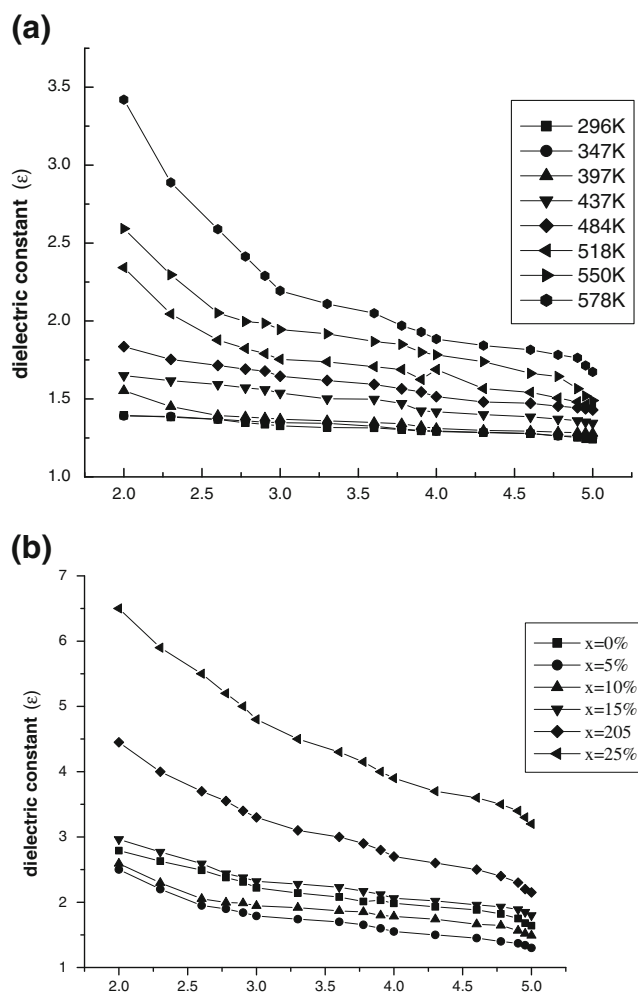 (a)
3.5
3.0
2.5
2.0
1.5
1.0
dielectric constant (ε)
296K
347K
397K
437K
484K
518K
550K
578K
2.0 2.5 3.0 3.5 4.0 4.5 5.0
(b)
7
6
5
4
3
2
1
dielectric constant (ε)
x=0%
x=5%
x=10%
x=15%
x=205
x=25%
2.0 2.5 3.0 3.5 4.0 4.5 5.0